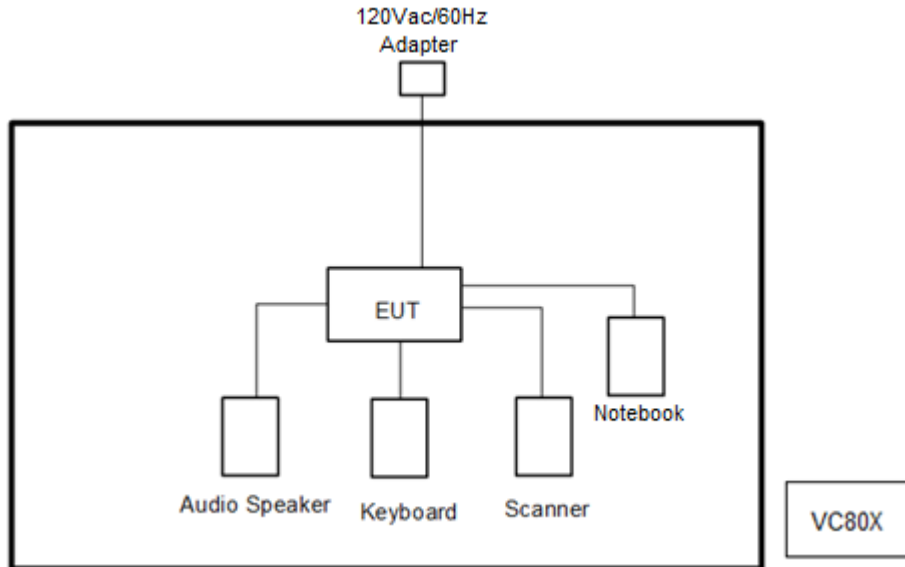 120Vac/60Hz
Adapter
EUT
Notebook
Audio Speaker
Keyboard
Scanner
VC80X